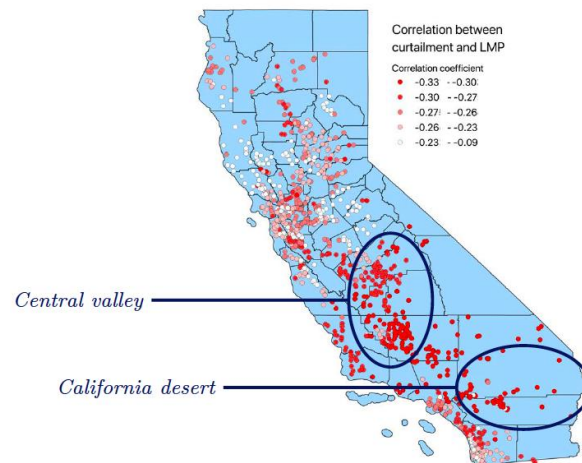 Correlation between
curtailment and LMP
Correlation coefficient
-0.33 - -0.30
-0.30 - -0.27
-0.27 - -0.26
-0.26 - -0.23
-0.23 - -0.09
Central valley
California desert